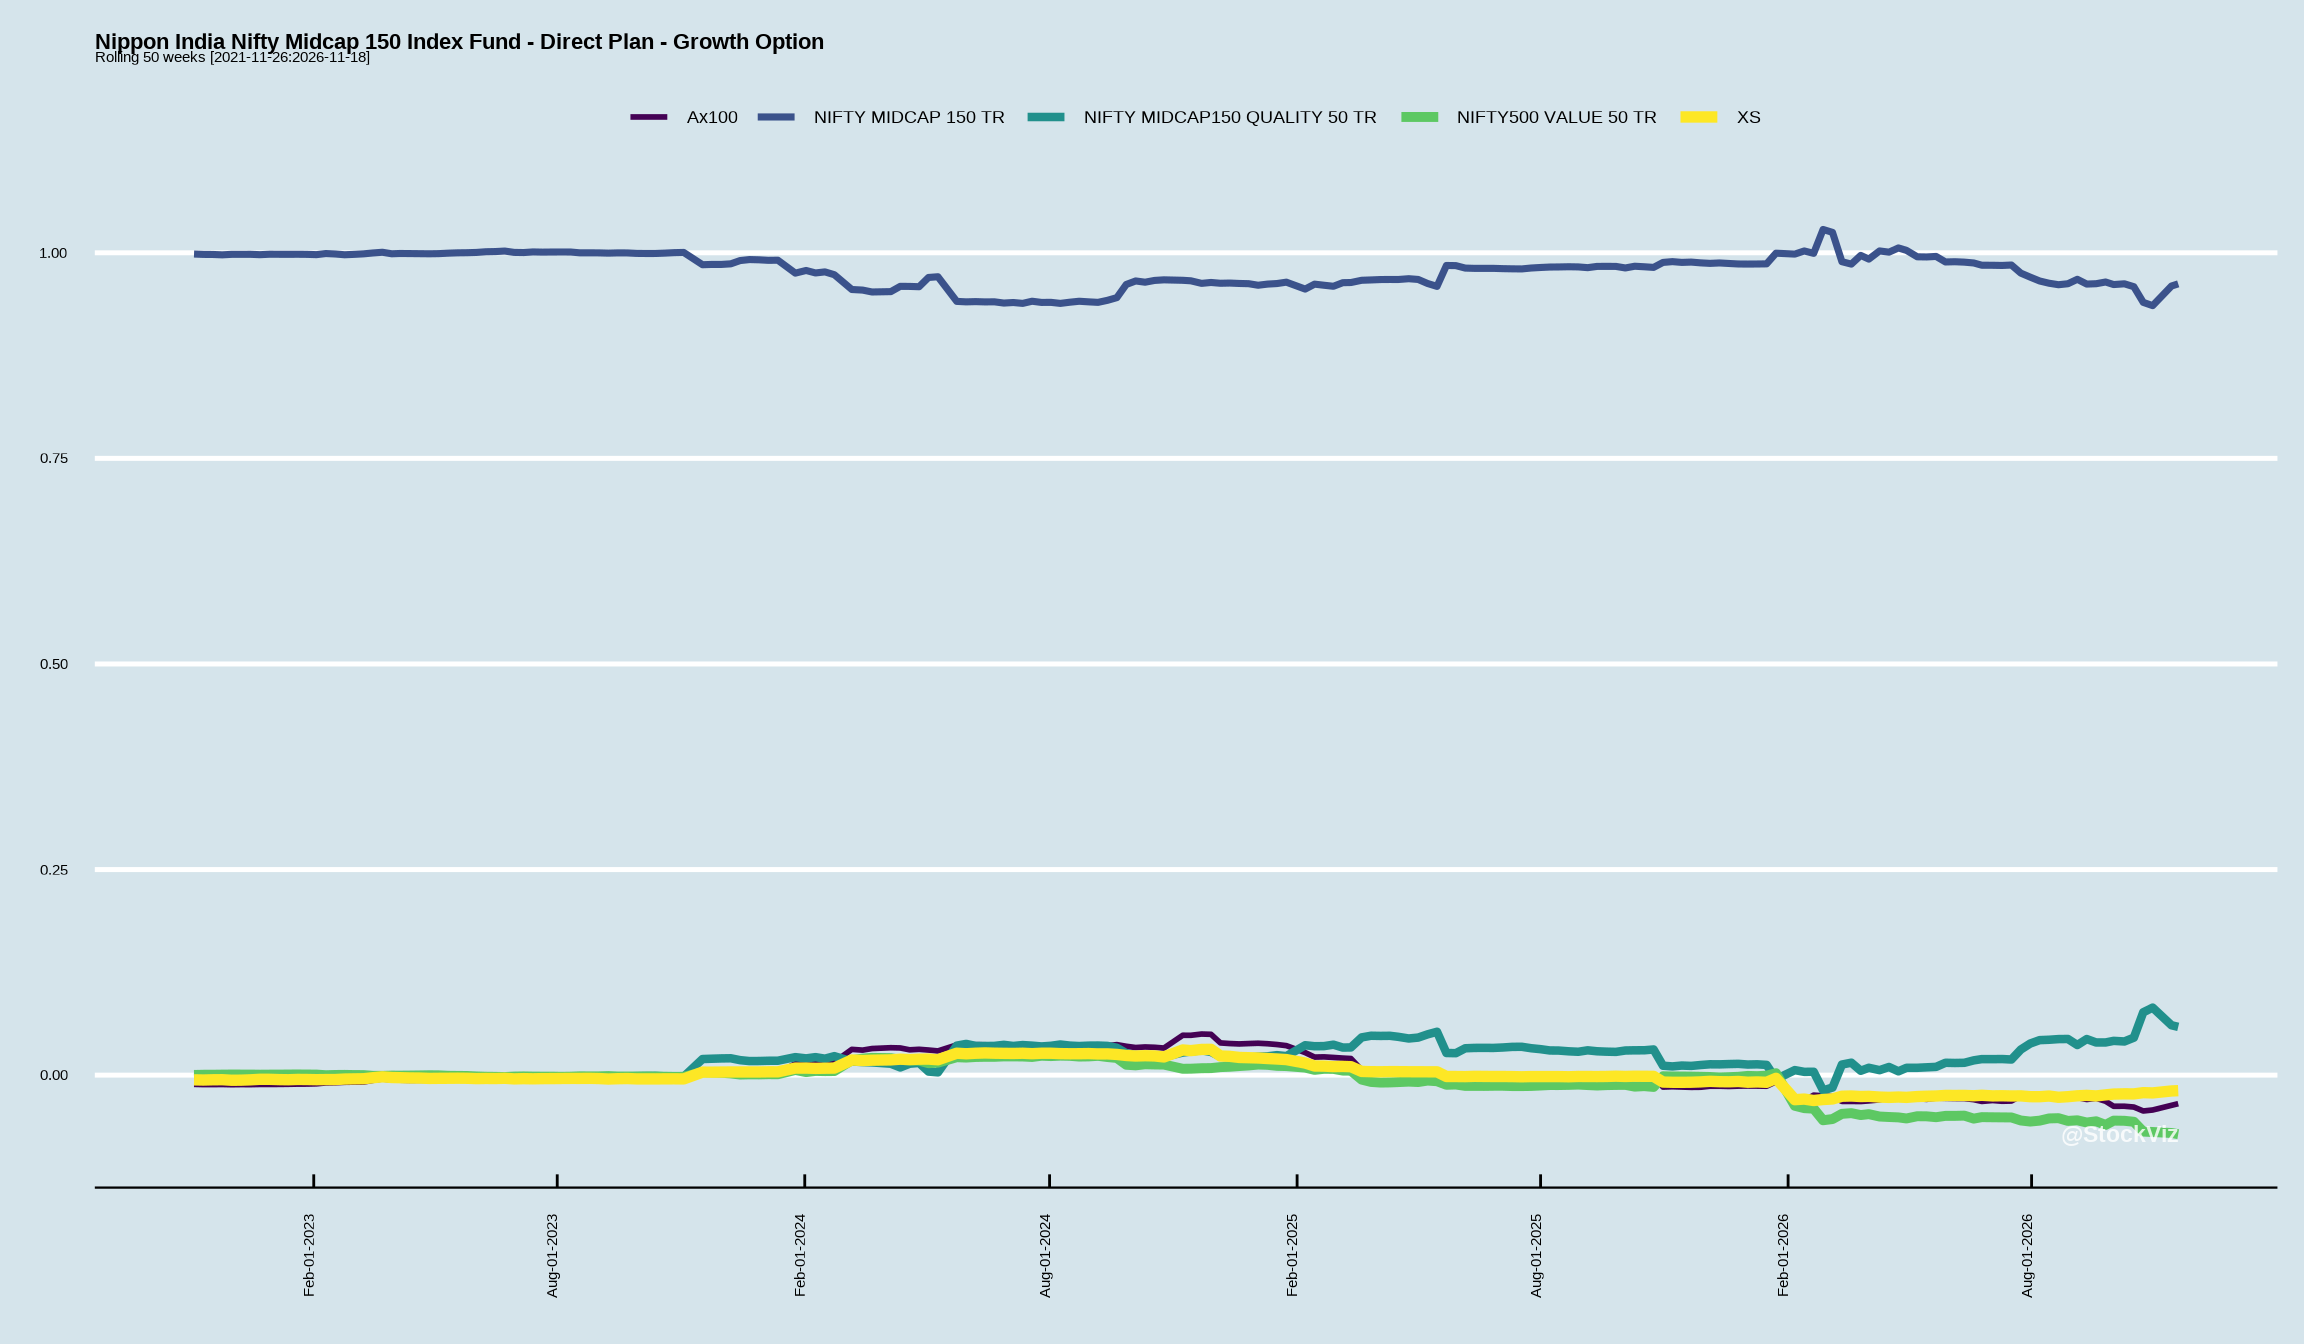 Nippon India Nifty Midcap 150 Index Fund - Direct Plan - Growth Option
Rolling 50 weeks [2021-11-26:2026-11-18]
Ax100 NIFTY MIDCAP 150 TR NIFTY MIDCAP150 QUALITY 50 TR NIFTY500 VALUE 50 TR XS
1.00
0.75
0.50
0.25
0.00
@StockViz
Feb-01-2023
Aug-01-2023
Feb-01-2024
Aug-01-2024
Feb-01-2025
Aug-01-2025
Feb-01-2026
Aug-01-2026